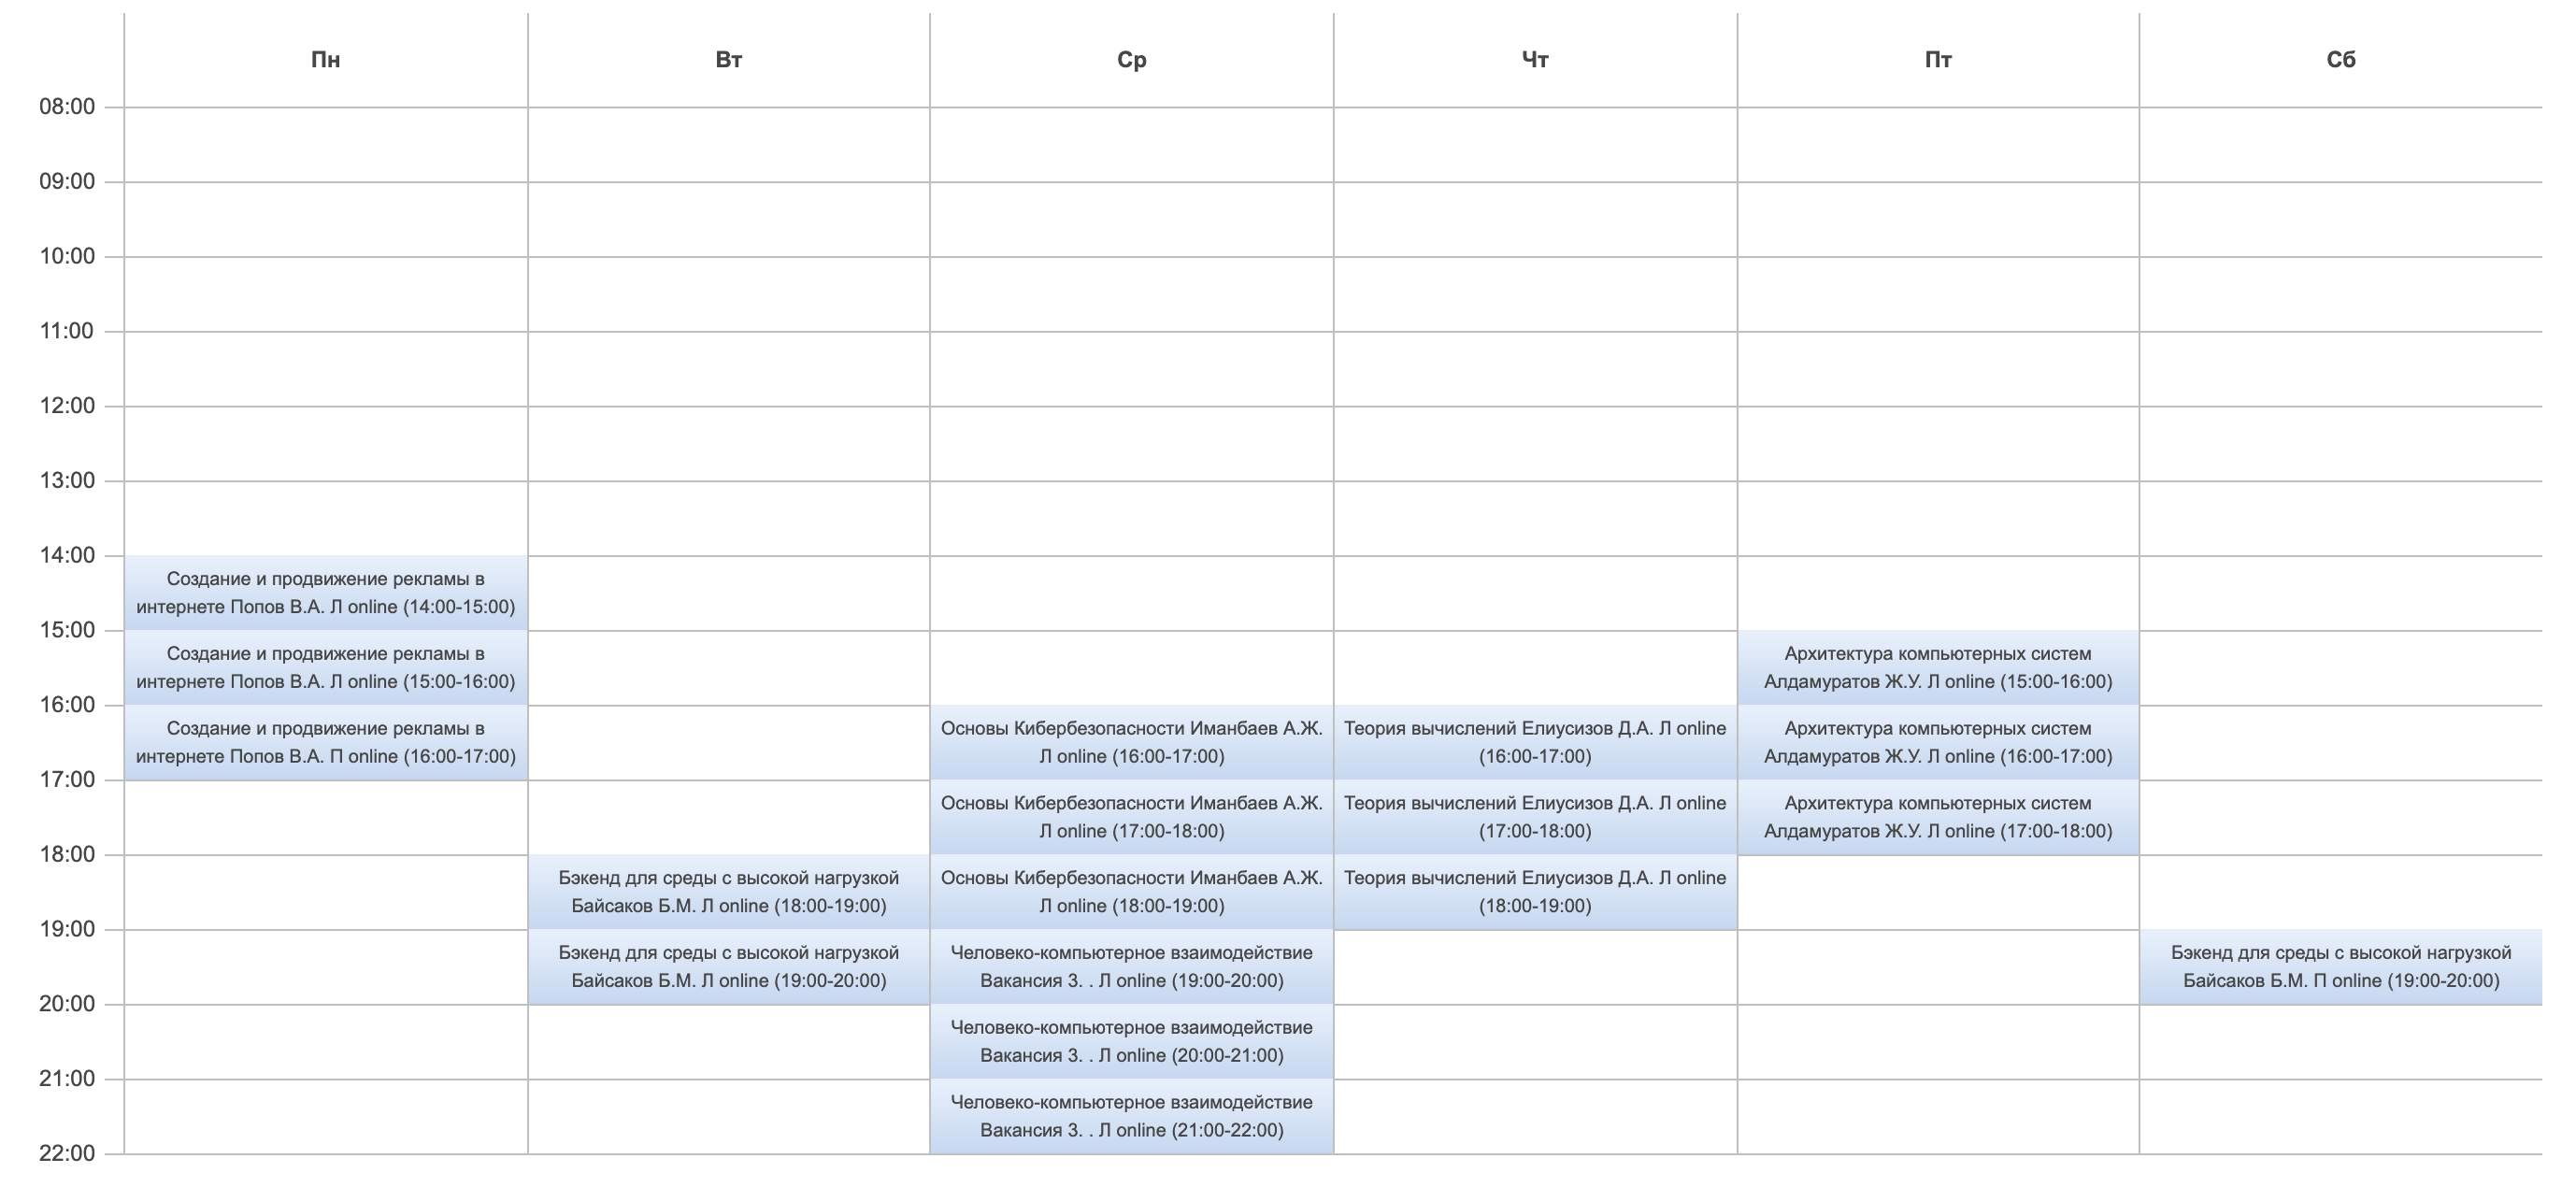 Пн
Вт
Ср
Чт
Пт
Сб
08:00
09:00
10:00
11:00
12:00
13:00
14:00
Создание и продвижение рекламы в
интернете Попов В.А. Л online (14:00-15:00)
15:00
Создание и продвижение рекламы в
интернете Попов В.А. Л online (15:00-16:00)
Архитектура компьютерных систем
Алдамуратов Ж.У. Л online (15:00-16:00)
16:00
Создание и продвижение рекламы в
интернете Попов В.А. П online (16:00-17:00)
Основы Кибербезопасности Иманбаев А.Ж.
Л online (16:00-17:00)
Теория вычислений Елиусизов Д.А. Л online
(16:00-17:00)
Архитектура компьютерных систем
Алдамуратов Ж.У. Л online (16:00-17:00)
17:00
Основы Кибербезопасности Иманбаев А.Ж.
Л online (17:00-18:00)
Теория вычислений Елиусизов Д.А. Л online
(17:00-18:00)
Архитектура компьютерных систем
Алдамуратов Ж.У. Л online (17:00-18:00)
18:00
Бэкенд для среды с высокой нагрузкой
Байсаков Б.М. Л online (18:00-19:00)
Основы Кибербезопасности Иманбаев А.Ж.
Л online (18:00-19:00)
Теория вычислений Елиусизов Д.А. Л online
(18:00-19:00)
19:00
Бэкенд для среды с высокой нагрузкой
Байсаков Б.М. Л online (19:00-20:00)
Человеко-компьютерное взаимодействие
Вакансия 3. . Л online (19:00-20:00)
Бэкенд для среды с высокой нагрузкой
Байсаков Б.М. П online (19:00-20:00)
20:00
Человеко-компьютерное взаимодействие
Вакансия 3. . Л online (20:00-21:00)
21:00
Человеко-компьютерное взаимодействие
Вакансия 3. . Л online (21:00-22:00)
22:00